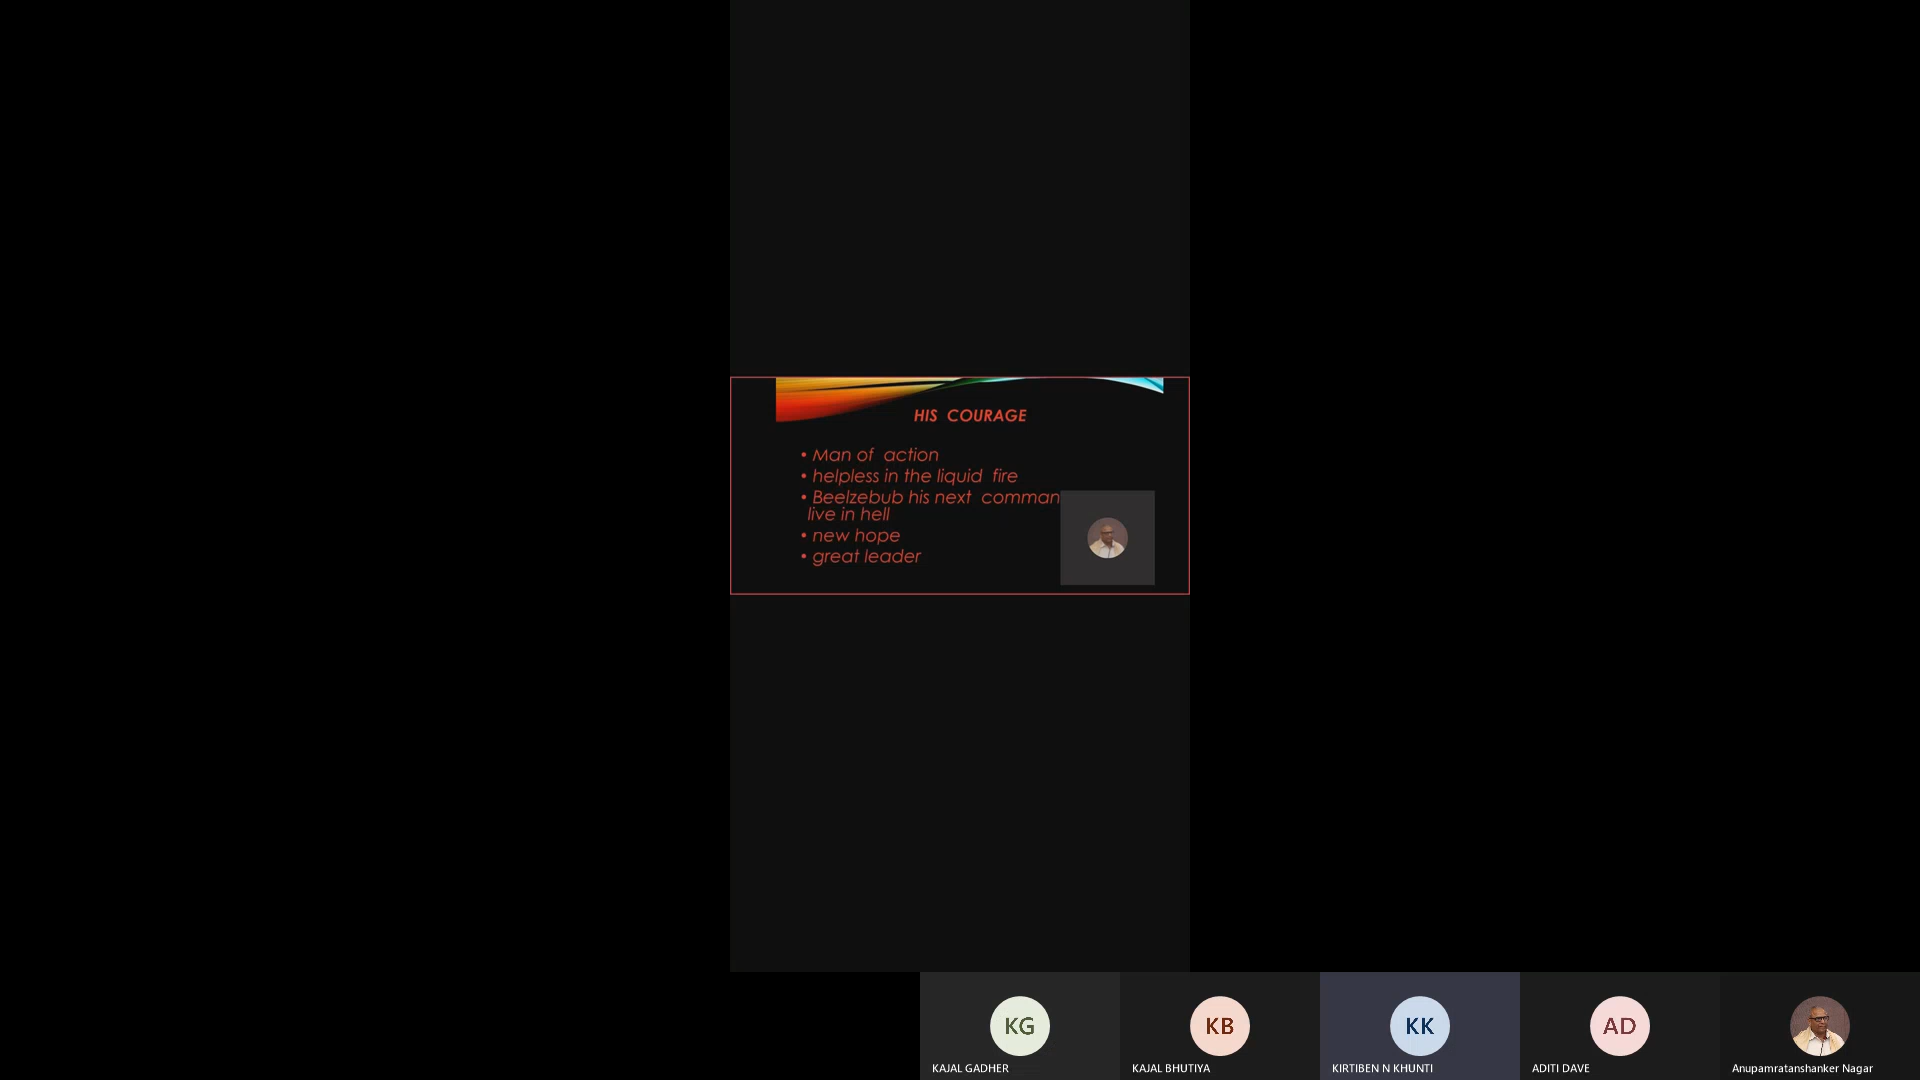 HIS COURAGE
• Man of action
• helpless in the liquid fire
• Beelzebub his next comman
live in hell
• new hope
• great leader
KG
KB
KK
AD
KAJAL GADHER
KAJAL BHUTIYA
KIRTIBEN N KHUNTI
ADITI DAVE
Anupamratanshanker Nagar